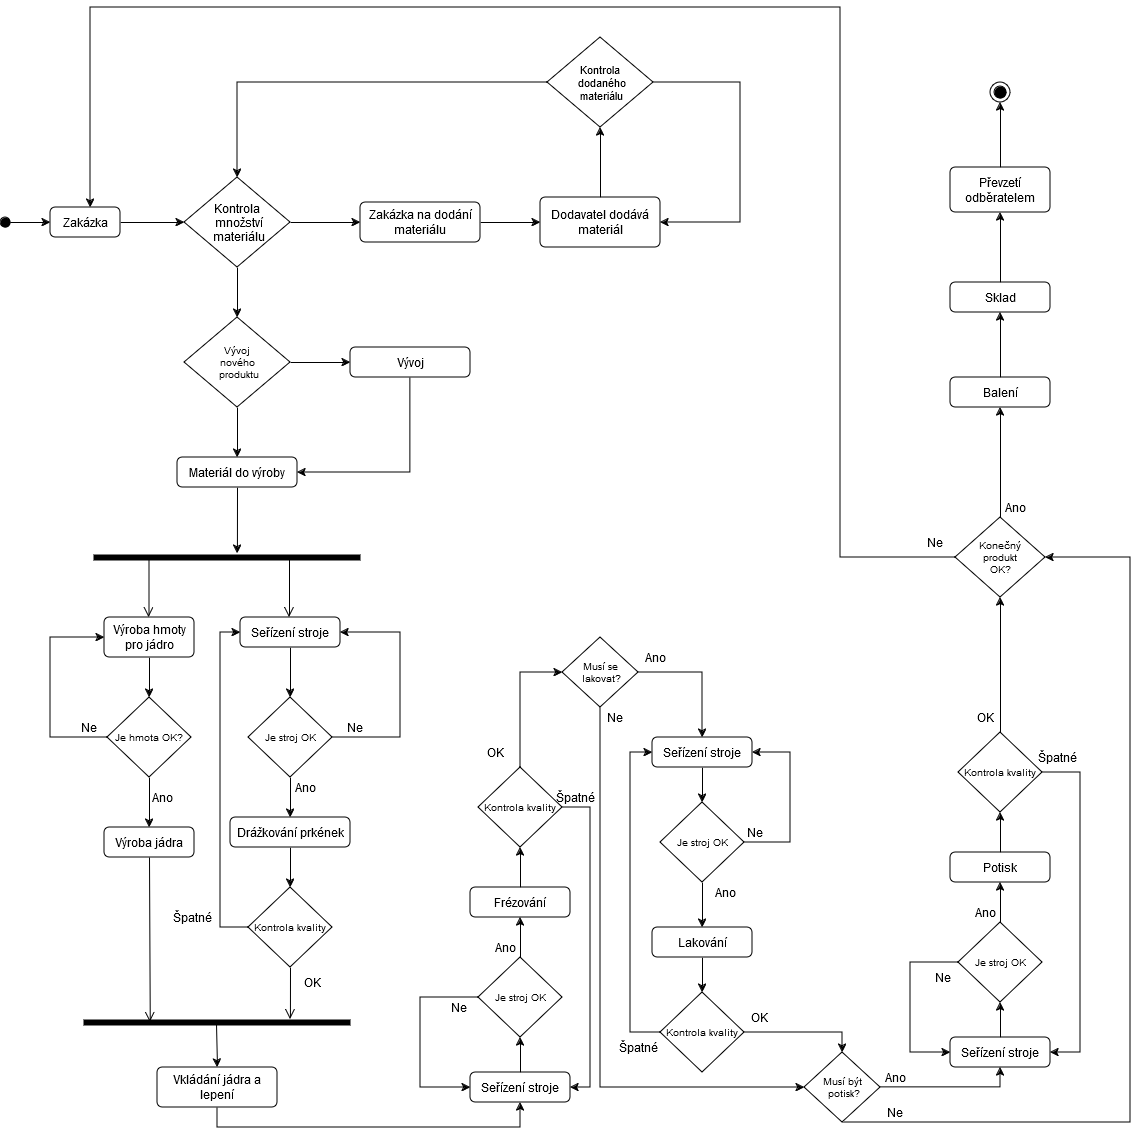 Kontrola
dodaného
materiálu
Zakázka
Kontrola
množství
materiálu
Zakázka na dodání
materiálu
Dodavatel dodává
materiál
Převzetí
odběratelem
Sklad
Balení
Vývoj
nového
produktu
Vývoj
Materiál do výroby
Ano
Ne
Konečný
produkt
OK?
Výroba hmoty
pro jádro
Ne
Je hmota OK?
Ano
Výroba jádra
Seřízení stroje
Je stroj OK
Ne
Ano
Drážkování prkének
Špatné
Kontrola kvality
OK
Vkládání jádra a
lepení
OK
Kontrola kvality
Špatné
Frézování
Ano
Je stroj OK
Ne
Seřízení stroje
Musí se
lakovat?
Ano
Ne
Seřízení stroje
Je stroj OK
Ne
Ano
Lakování
Kontrola kvality
OK
Špatné
Musí být
potisk?
Ano
Ne
OK
Kontrola kvality
Špatné
Potisk
Ano
Je stroj OK
Ne
Seřízení stroje